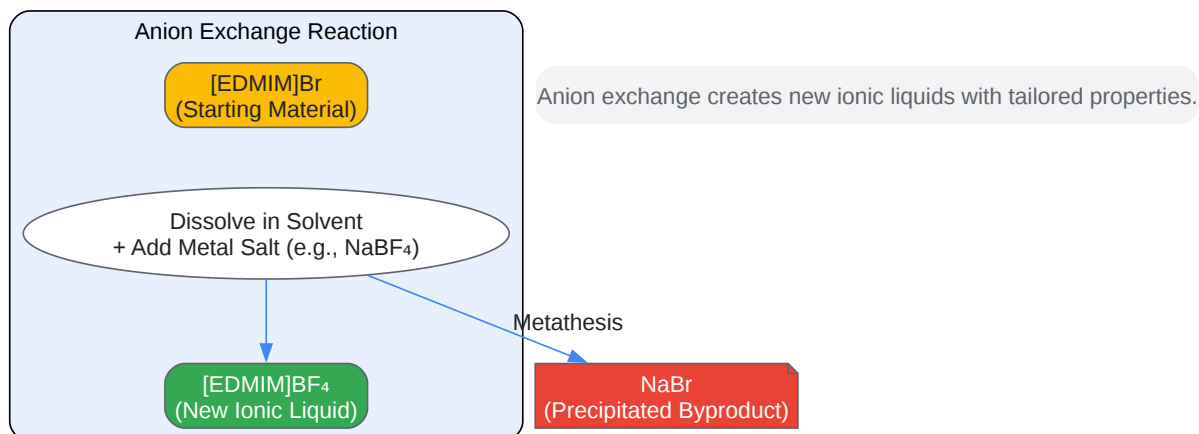 Anion Exchange Reaction
[EDMIM]Br
(Starting Material)
Anion exchange creates new ionic liquids with tailored properties.
Dissolve in Solvent
+ Add Metal Salt (e.g., NaBF₄)
Metathesis
[EDMIM]BF₄
(New Ionic Liquid)
NaBr
(Precipitated Byproduct)